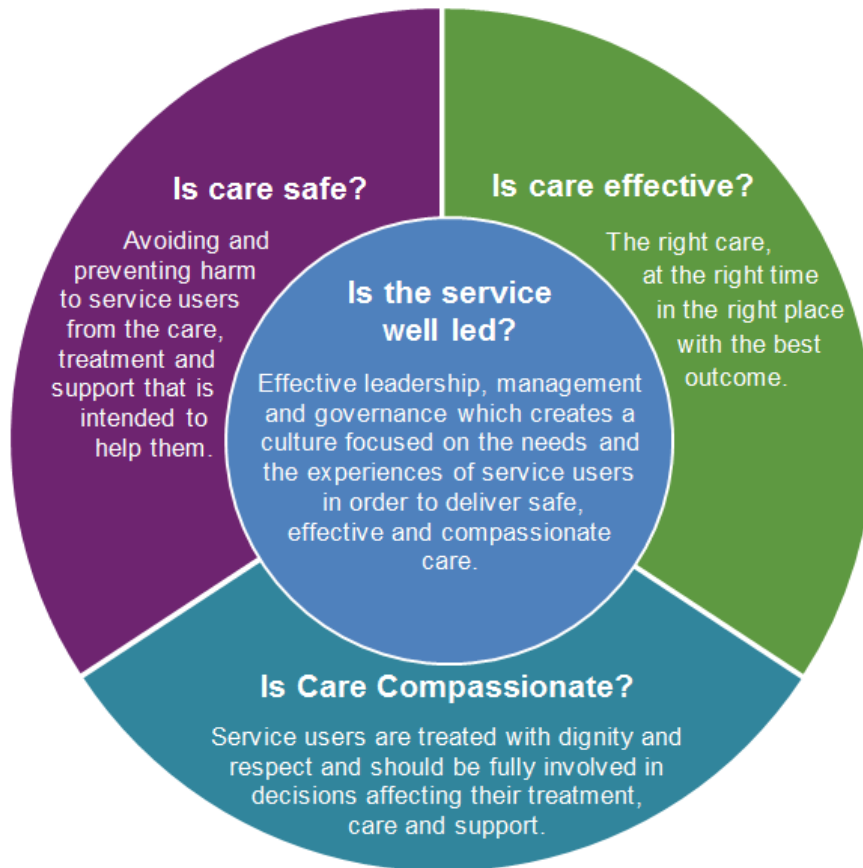 Is care safe?
Avoiding and
preventing harm
to service users
from the care,
treatment and
support that is
intended to
help them.
Is care effective?
The right care,
at the right time
in the right place
with the best
outcome.
Is the service
well led?
Effective leadership, management
and governance which creates a
culture focused on the needs and
the experiences of service users
in order to deliver safe,
effective and compassionate
care.
Is Care Compassionate?
Service users are treated with dignity and
respect and should be fully involved in
decisions affecting their treatment,
care and support.